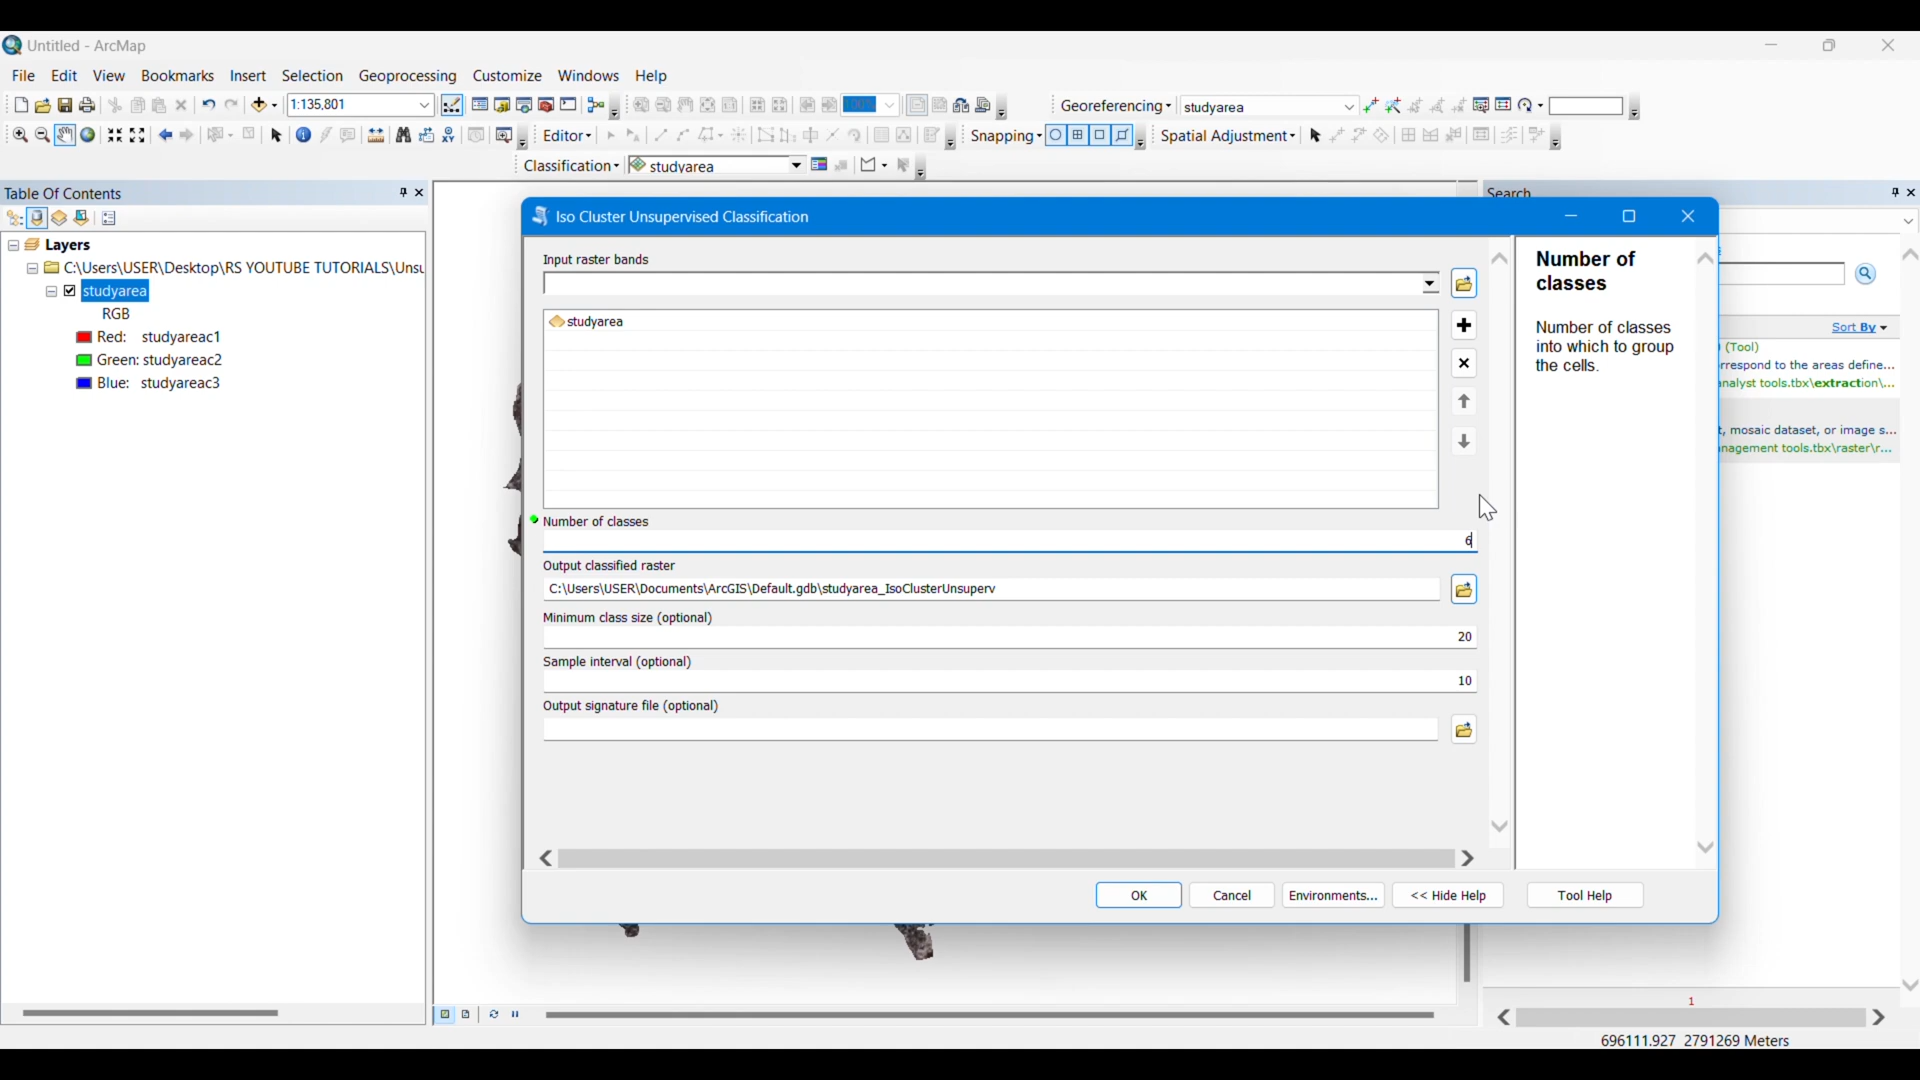 Untitled - ArcMap
File Edit View Bookmarks Insert Selection Geoprocessing Customize Windows Help
1:135,801 100% Georeferencing studyarea
Editor Snapping Spatial Adjustment
Classification studyarea
Table Of Contents
Layers
C:\Users\USER\Desktop\RS YOUTUBE TUTORIALS\Unsu
studyarea
RGB
Red: studyareac1
Green: studyareac2
Blue: studyareac3
Iso Cluster Unsupervised Classification
Input raster bands
studyarea
Number of classes
6
Output classified raster
C:\Users\USER\Documents\ArcGIS\Default.gdb\studyarea_IsoClusterUnsuperv
Minimum class size (optional)
20
Sample interval (optional)
10
Output signature file (optional)
OK Cancel Environments... << Hide Help Tool Help
Number of
classes
Number of classes
into which to group
the cells.
Search
Sort By
(Tool)
rrespond to the areas define...
nalyst tools.tbx\extraction\...
t, mosaic dataset, or image s...
nagement tools.tbx\raster\r...
1
696111.927 2791269 Meters